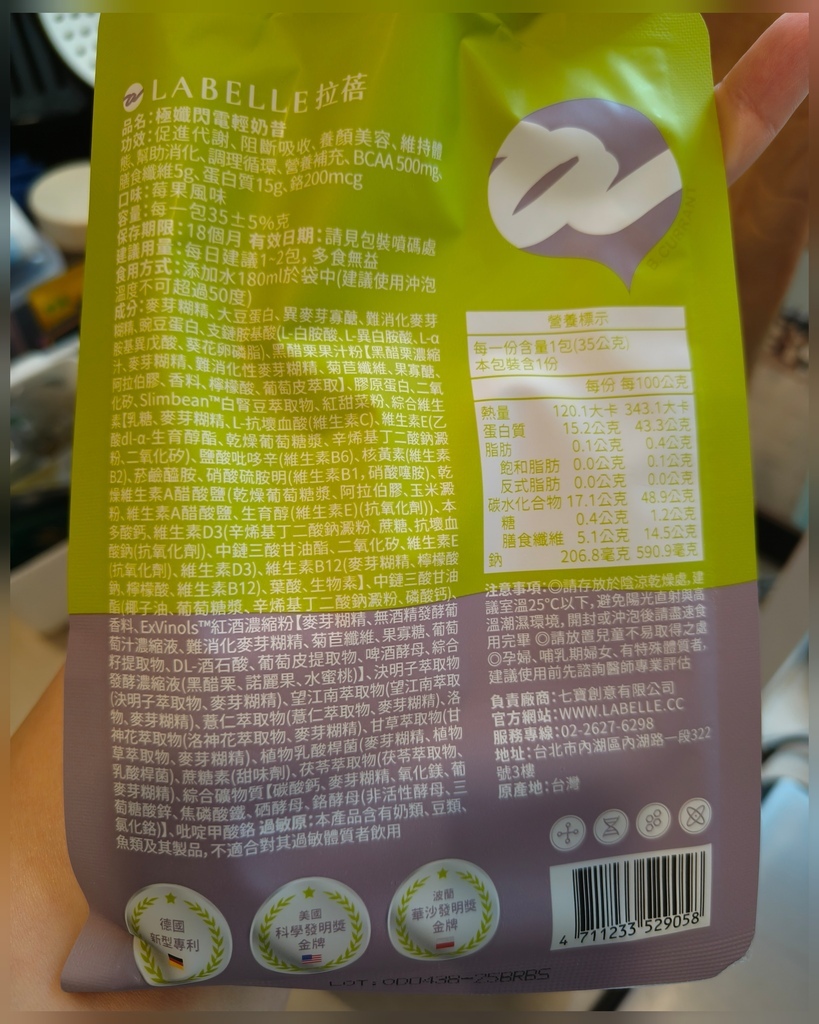 LABELLE 拉蓓
品名:極孅閃電輕奶昔
功效:促進代謝、阻斷吸收、養顏美容、維持體
態、幫助消化、調理循環、營養補充、BCAA 500mg、
膳食纖維5g、蛋白質15g、鉻200mcg
口味:莓果風味
容量:每一包35±5%克
保存期限:18個月 有效日期:請見包裝噴碼處
建議用量:每日建議1~2包,多食無益
食用方式:添加水180ml於袋中(建議使用沖泡
溫度不可超過50度)
成分:麥芽糊精、大豆蛋白、異麥芽寡醣、難消化麥芽
糊精、豌豆蛋白、支鏈胺基酸(L-白胺酸、L-異白胺酸、L-α
胺基異戊酸、葵花卵磷脂)、黑醋栗果汁粉【黑醋栗濃縮
汁、麥芽糊精、難消化性麥芽糊精、菊苣纖維、果寡醣、
阿拉伯膠、香料、檸檬酸、葡萄皮萃取】、膠原蛋白、二氧
化矽、Slimbean™白腎豆萃取物、紅甜菜粉、綜合維生
素【乳糖、麥芽糊精、L-抗壞血酸(維生素C)、維生素E(乙
酸dl-α-生育醇酯、乾燥葡萄糖漿、辛烯基丁二酸鈉澱
粉、二氧化矽)、鹽酸吡哆辛(維生素B6)、核黃素(維生素
B2)、菸鹼醯胺、硝酸硫胺明(維生素B1,硝酸噻胺)、乾
燥維生素A醋酸鹽(乾燥葡萄糖漿、阿拉伯膠、玉米澱
粉、維生素A醋酸鹽、生育醇(維生素E)(抗氧化劑))、本
多酸鈣、維生素D3(辛烯基丁二酸鈉澱粉、蔗糖、抗壞血
酸鈉(抗氧化劑)、中鏈三酸甘油酯、二氧化矽、維生素E
(抗氧化劑)、維生素D3)、維生素B12(麥芽糊精、檸檬酸
鈉、檸檬酸、維生素B12)、葉酸、生物素】、中鏈三酸甘油
酯(椰子油、葡萄糖漿、辛烯基丁二酸鈉澱粉、磷酸鈣)、
香料、ExVinols™紅酒濃縮粉【麥芽糊精、無酒精發酵葡
萄汁濃縮液、難消化麥芽糊精、菊苣纖維、果寡糖、葡萄
籽提取物、DL-酒石酸、葡萄皮提取物、啤酒酵母、綜合
發酵濃縮液(黑醋栗、諾麗果、水蜜桃)】、決明子萃取物
(決明子萃取物、麥芽糊精)、望江南萃取物(望江南萃取
物、麥芽糊精)、薏仁萃取物(薏仁萃取物、麥芽糊精)、洛
神花萃取物(洛神花萃取物、麥芽糊精)、甘草萃取物(甘
草萃取物、麥芽糊精)、植物乳酸桿菌(麥芽糊精、植物
乳酸桿菌)、蔗糖素(甜味劑)、茯苓萃取物(茯苓萃取物、
麥芽糊精)、綜合礦物質【碳酸鈣、麥芽糊精、氧化鎂、葡
萄糖酸鋅、焦磷酸鐵、硒酵母、鉻酵母(非活性酵母、三
氯化鉻)】、吡啶甲酸鉻 過敏原:本產品含有奶類、豆類、
魚類及其製品,不適合對其過敏體質者飲用
營養標示
每一份含量1包(35公克)
本包裝含1份
每份 每100公克
熱量 120.1大卡 343.1大卡
蛋白質 15.2公克 43.3公克
脂肪 0.1公克 0.4公克
飽和脂肪 0.0公克 0.1公克
反式脂肪 0.0公克 0.0公克
碳水化合物 17.1公克 48.9公克
糖 0.4公克 1.2公克
膳食纖維 5.1公克 14.5公克
鈉 206.8毫克 590.9毫克
注意事項:◎請存放於陰涼乾燥處,建
議室溫25℃以下,避免陽光直射與高
溫潮濕環境,開封或沖泡後請盡速食
用完畢 ◎請放置兒童不易取得之處
◎孕婦、哺乳期婦女、有特殊體質者,
建議使用前先諮詢醫師專業評估
負責廠商:七寶創意有限公司
官方網站:WWW.LABELLE.CC
服務專線:02-2627-6298
地址:台北市內湖區內湖路一段322
號3樓
原產地:台灣
德國
新型專利
美國
科學發明獎
金牌
波蘭
華沙發明獎
金牌
4 711233 529058
LOT:ODD438-25BRBS